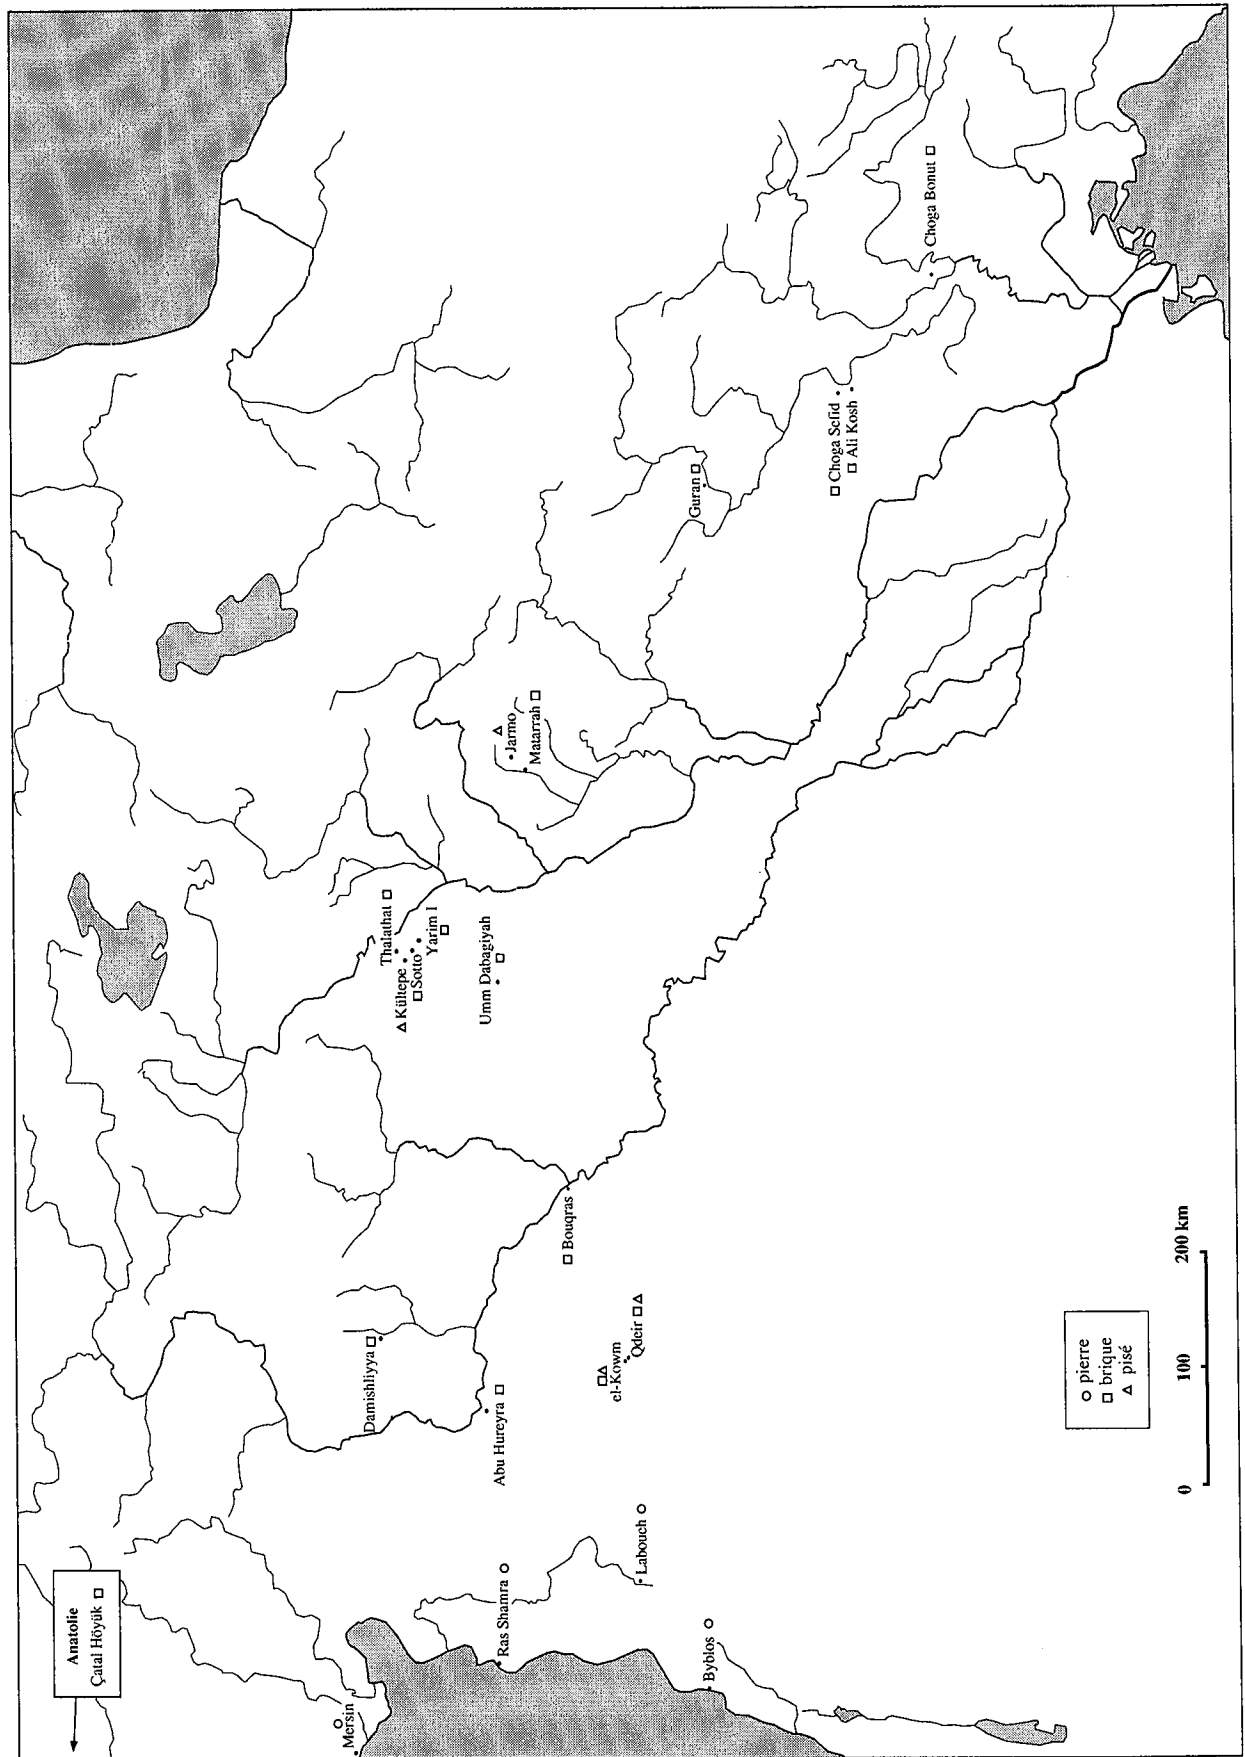 Anatolie
Çatal Höyük
Mersin
Ras Shamra
Byblos
Labouch
Abu Hureyra
Damishliyya
el-Kowm
Qdeir
Bouqras
Kültepe
Thalathat
Sotto
Yarim I
Umm Dabagiyah
Jarmo
Matarrah
Guran
Choga Sefid
Ali Kosh
Choga Bonut
pierre
brique
pisé
0 100 200 km